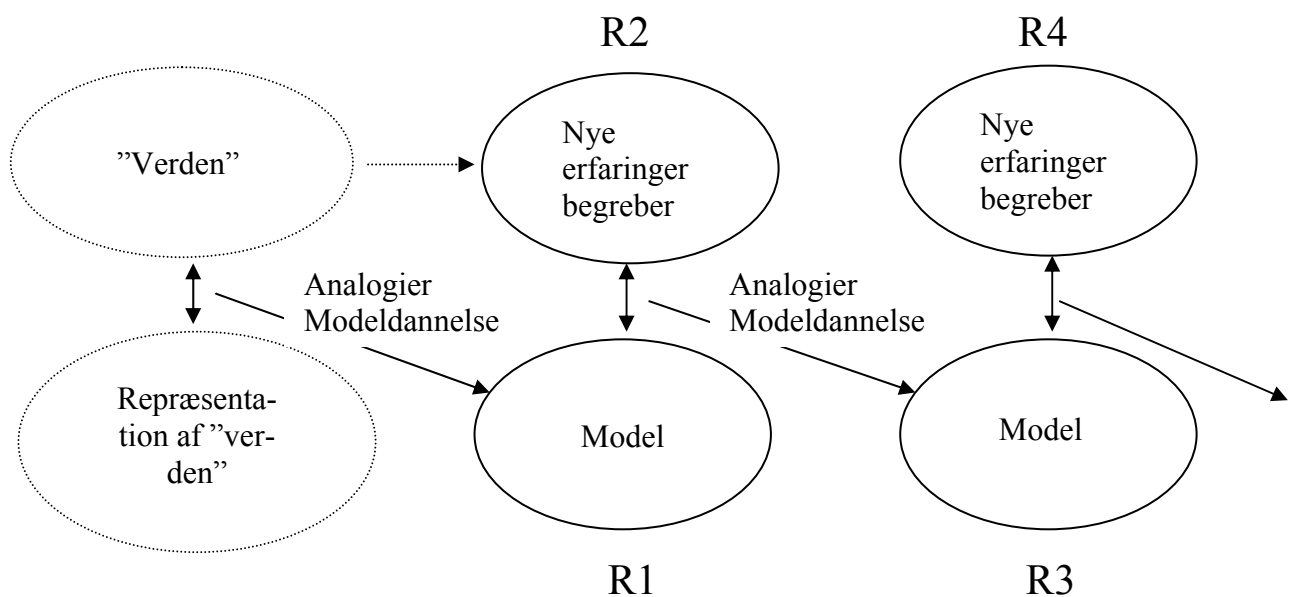 R2
R4
”Verden”
Nye
erfaringer
begreber
Nye
erfaringer
begreber
Analogier
Modeldannelse
Analogier
Modeldannelse
Repræsenta-
tion af ”ver-
den”
Model
Model
R1
R3